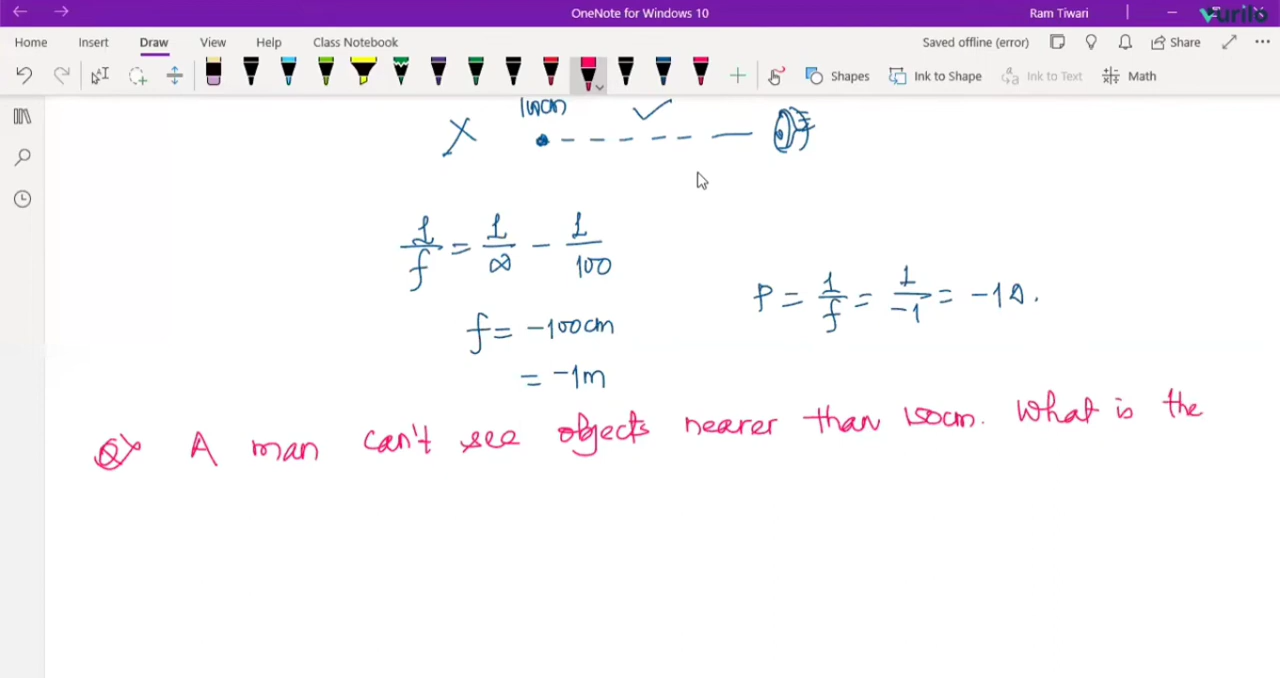 OneNote for Windows 10
Ram Tiwari
Vurilo
Home Insert Draw View Help Class Notebook
Saved offline (error) Share
Shapes Ink to Shape Ink to Text Math
100cm
X
1/f = 1/∞ - 1/100
P = 1/f = 1/-1 = -1D.
f = -100cm
= -1m
Q> A man can't see objects nearer than 100cm. What is the